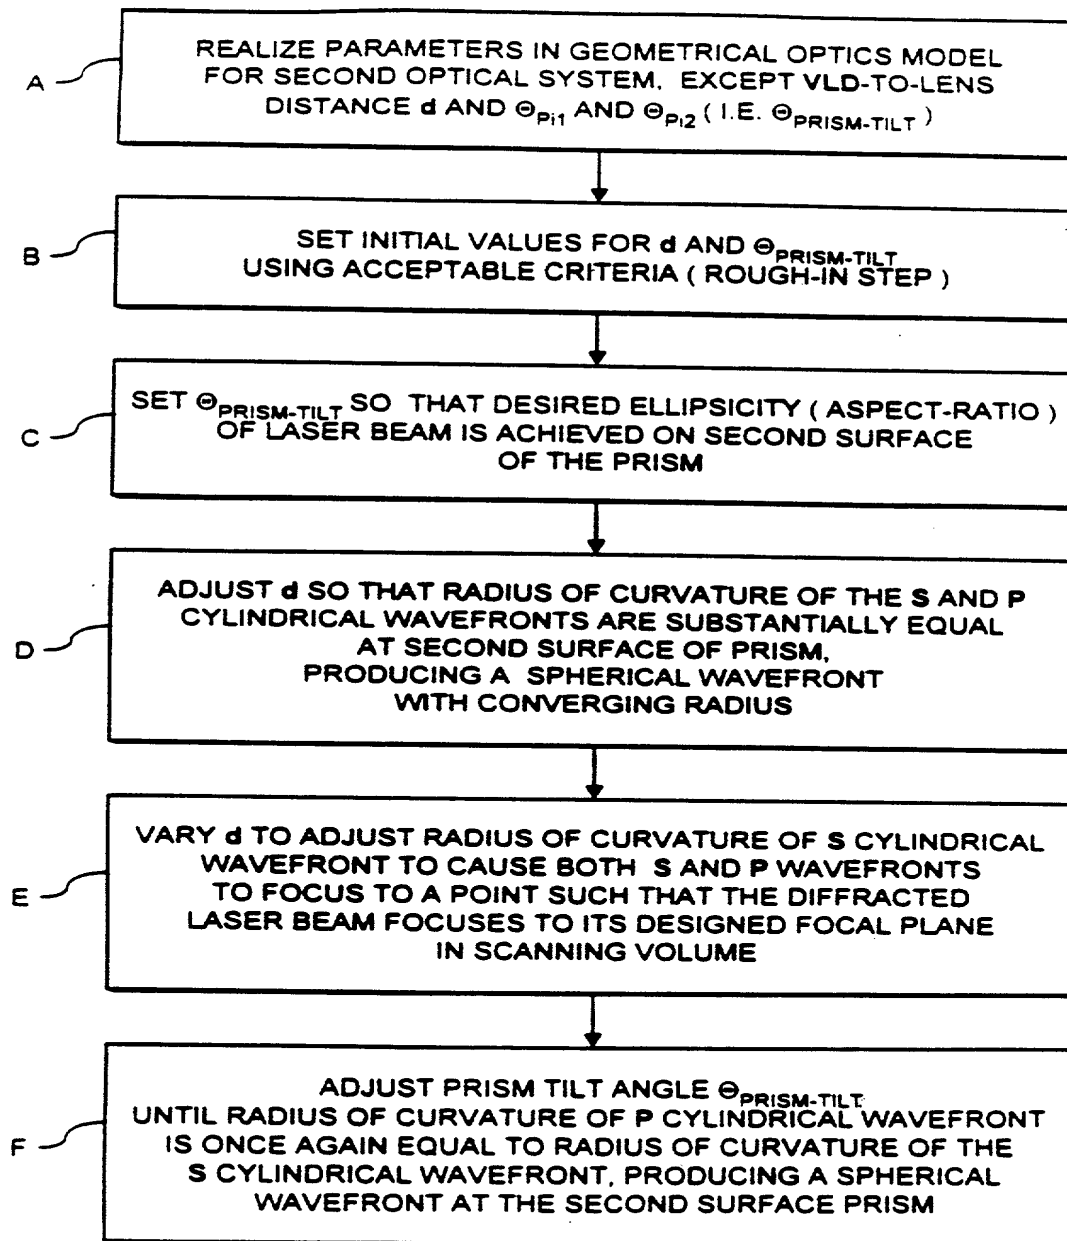 A
REALIZE PARAMETERS IN GEOMETRICAL OPTICS MODEL
FOR SECOND OPTICAL SYSTEM, EXCEPT VLD-TO-LENS
DISTANCE d AND ΘPi1 AND ΘPi2 ( I.E. ΘPRISM-TILT )
B
SET INITIAL VALUES FOR d AND ΘPRISM-TILT
USING ACCEPTABLE CRITERIA ( ROUGH-IN STEP )
C
SET ΘPRISM-TILT SO THAT DESIRED ELLIPSICITY ( ASPECT-RATIO )
OF LASER BEAM IS ACHIEVED ON SECOND SURFACE
OF THE PRISM
D
ADJUST d SO THAT RADIUS OF CURVATURE OF THE S AND P
CYLINDRICAL WAVEFRONTS ARE SUBSTANTIALLY EQUAL
AT SECOND SURFACE OF PRISM,
PRODUCING A SPHERICAL WAVEFRONT
WITH CONVERGING RADIUS
E
VARY d TO ADJUST RADIUS OF CURVATURE OF S CYLINDRICAL
WAVEFRONT TO CAUSE BOTH S AND P WAVEFRONTS
TO FOCUS TO A POINT SUCH THAT THE DIFFRACTED
LASER BEAM FOCUSES TO ITS DESIGNED FOCAL PLANE
IN SCANNING VOLUME
F
ADJUST PRISM TILT ANGLE ΘPRISM-TILT
UNTIL RADIUS OF CURVATURE OF P CYLINDRICAL WAVEFRONT
IS ONCE AGAIN EQUAL TO RADIUS OF CURVATURE OF THE
S CYLINDRICAL WAVEFRONT, PRODUCING A SPHERICAL
WAVEFRONT AT THE SECOND SURFACE PRISM